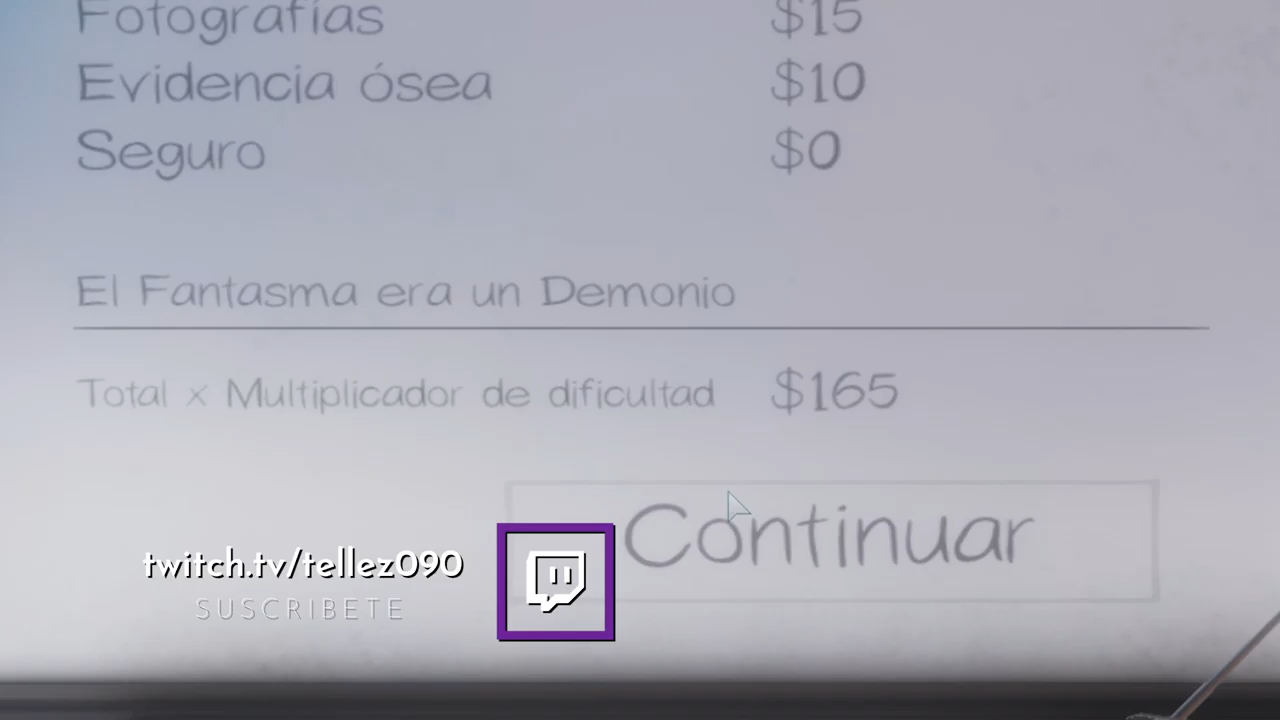 Fotografías $15
Evidencia ósea $10
Seguro $0
El Fantasma era un Demonio
Total x Multiplicador de dificultad $165
Continuar
twitch.tv/tellez090
SUSCRIBETE